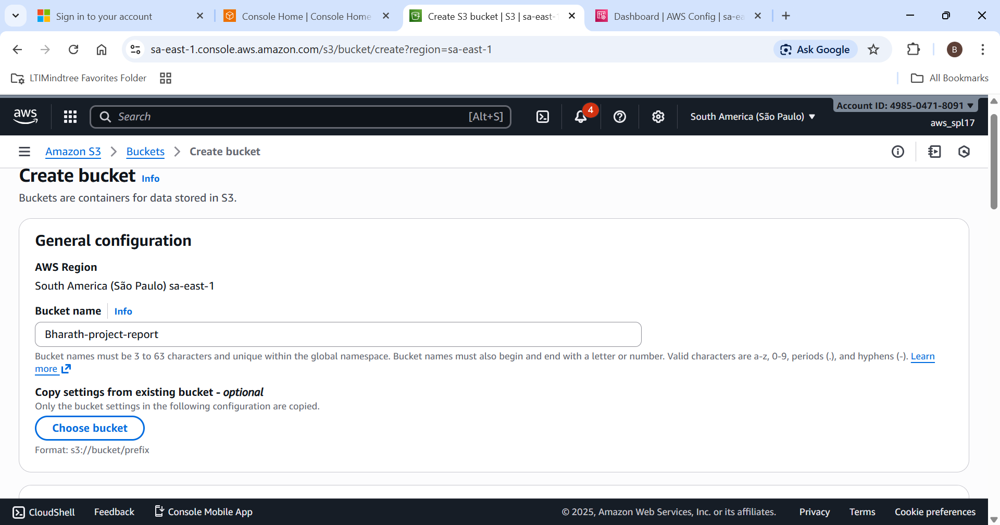 Sign in to your account
Console Home | Console Home
Create S3 bucket | S3 | sa-east-1
Dashboard | AWS Config | sa-ea
sa-east-1.console.aws.amazon.com/s3/bucket/create?region=sa-east-1
Ask Google
B
LTIMindtree Favorites Folder
All Bookmarks
aws
Search
[Alt+S]
4
South America (São Paulo)
Account ID: 4985-0471-8091
aws_spl17
Amazon S3
Buckets
Create bucket
Create bucket Info
Buckets are containers for data stored in S3.
General configuration
AWS Region
South America (São Paulo) sa-east-1
Bucket name Info
Bharath-project-report
Bucket names must be 3 to 63 characters and unique within the global namespace. Bucket names must also begin and end with a letter or number. Valid characters are a-z, 0-9, periods (.), and hyphens (-). Learn
more
Copy settings from existing bucket - optional
Only the bucket settings in the following configuration are copied.
Choose bucket
Format: s3://bucket/prefix
CloudShell
Feedback
Console Mobile App
© 2025, Amazon Web Services, Inc. or its affiliates.
Privacy
Terms
Cookie preferences